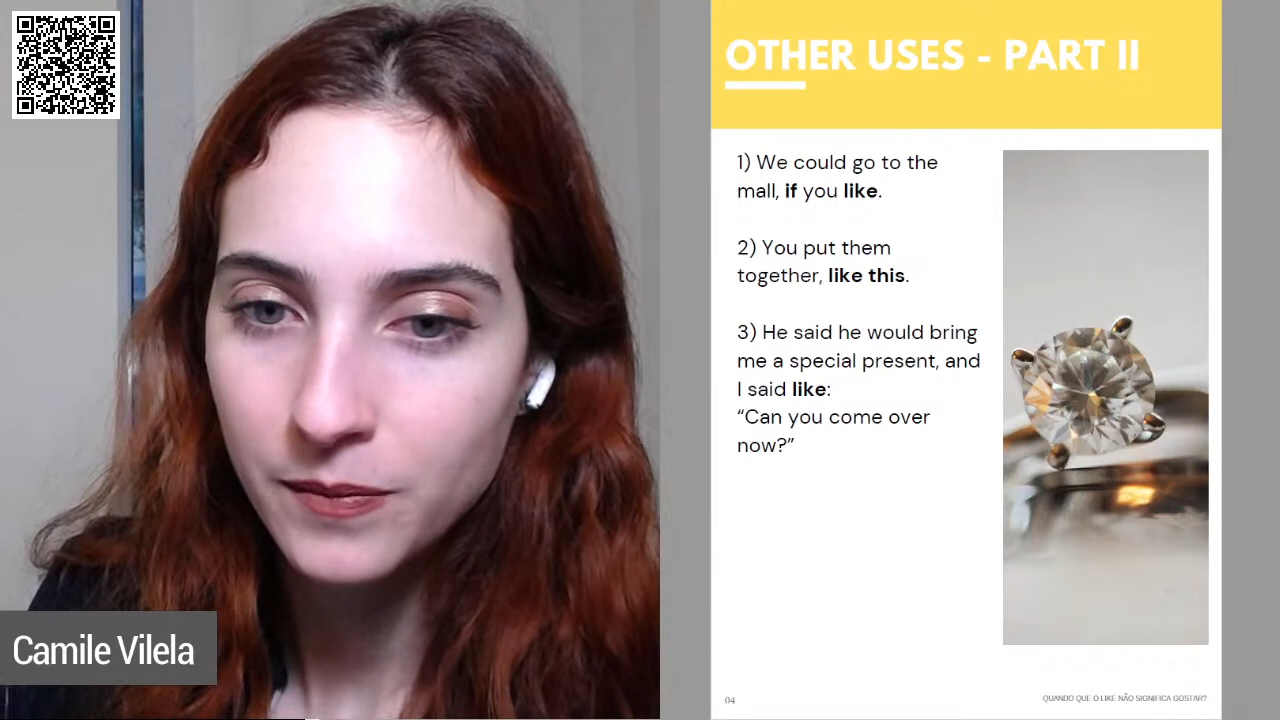 OTHER USES - PART II
1) We could go to the
mall, if you like.
2) You put them
together, like this.
3) He said he would bring
me a special present, and
I said like:
“Can you come over
now?”
Camile Vilela
04
QUANDO QUE O LIKE NÃO SIGNIFICA GOSTAR?